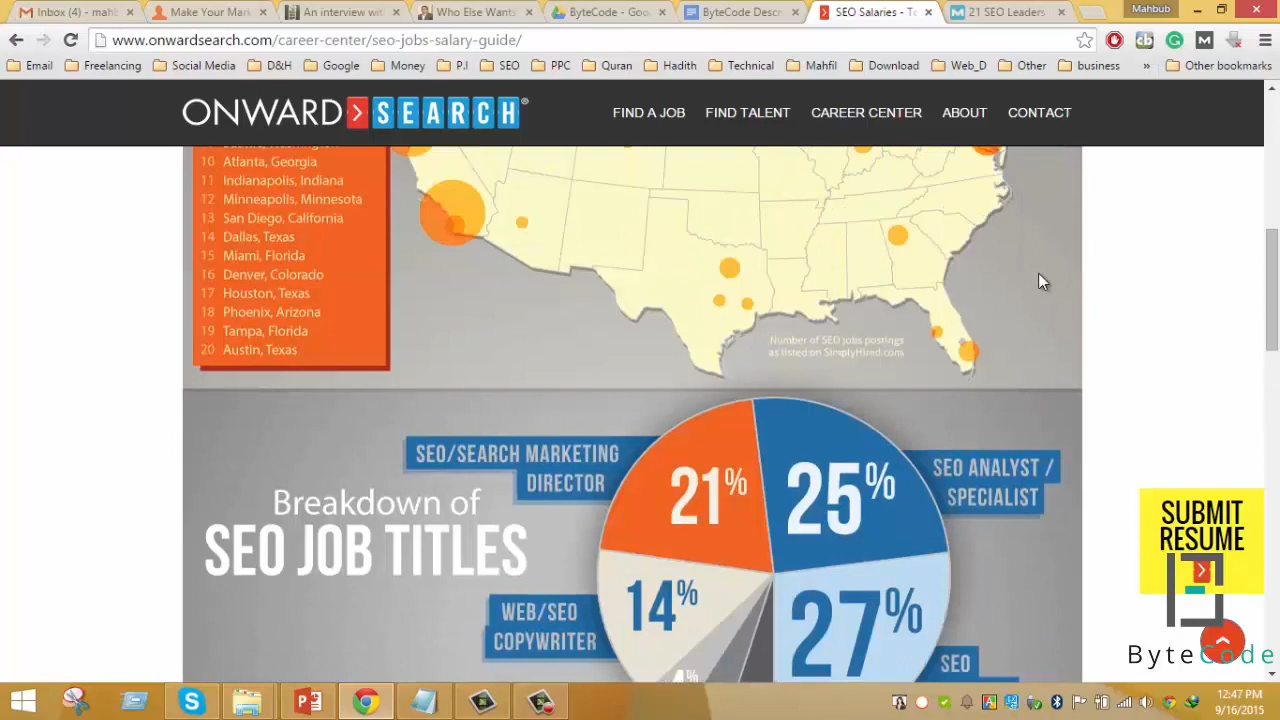 Inbox (4) - mahb
Make Your Mark
An interview with
Who Else Wants
ByteCode - Goo
ByteCode Descr
SEO Salaries - To
21 SEO Leaders
Mahbub
www.onwardsearch.com/career-center/seo-jobs-salary-guide/
Email
Freelancing
Social Media
D&H
Google
Money
P.I
SEO
PPC
Quran
Hadith
Technical
Mahfil
Download
Web_D
Other
business
»
Other bookmarks
ONWARD > SEARCH®
FIND A JOB
FIND TALENT
CAREER CENTER
ABOUT
CONTACT
10 Atlanta, Georgia
11 Indianapolis, Indiana
12 Minneapolis, Minnesota
13 San Diego, California
14 Dallas, Texas
15 Miami, Florida
16 Denver, Colorado
17 Houston, Texas
18 Phoenix, Arizona
19 Tampa, Florida
20 Austin, Texas
Number of SEO jobs postings
as listed on SimplyHired.com
Breakdown of
SEO JOB TITLES
SEO/SEARCH MARKETING
DIRECTOR
21%
25%
SEO ANALYST /
SPECIALIST
WEB/SEO
COPYWRITER
14%
27%
SEO
SUBMIT
RESUME
ByteCode
12:47 PM
9/16/2015